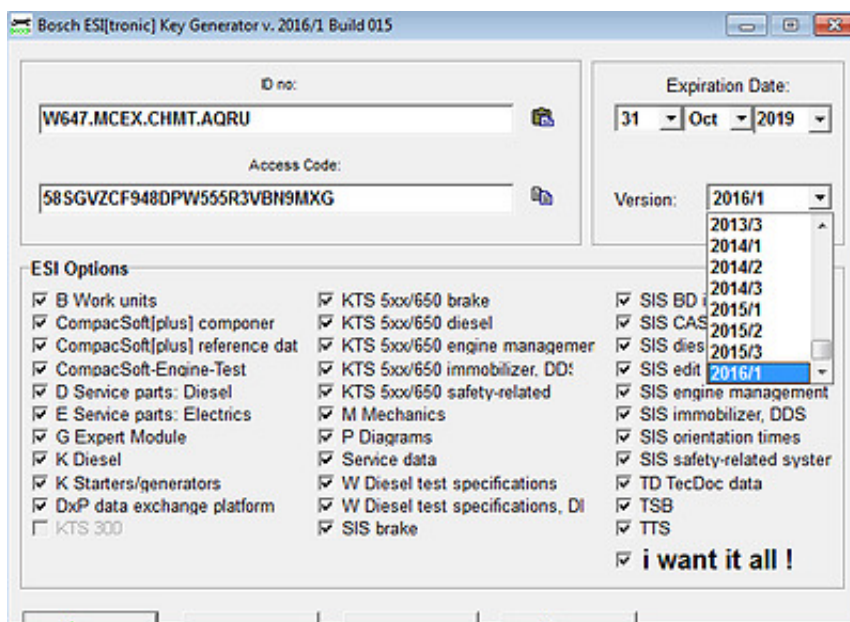 Bosch ESI[tronic] Key Generator v. 2016/1 Build 015
ID no:
W647.MCEX.CHMT.AQRU
Access Code:
58SGVZCF948DPW555R3VBN9MXG
Expiration Date:
31 Oct 2019
Version: 2016/1
2013/3
2014/1
2014/2
2014/3
2015/1
2015/2
2015/3
2016/1
ESI Options
B Work units
CompacSoft[plus] componer
CompacSoft[plus] reference dat
CompacSoft-Engine-Test
D Service parts: Diesel
E Service parts: Electrics
G Expert Module
K Diesel
K Starters/generators
DxP data exchange platform
KTS 300
KTS 5xx/650 brake
KTS 5xx/650 diesel
KTS 5xx/650 engine managemer
KTS 5xx/650 immobilizer, DDS
KTS 5xx/650 safety-related
M Mechanics
P Diagrams
Service data
W Diesel test specifications
W Diesel test specifications, DI
SIS brake
SIS BD i
SIS CAS
SIS dies
SIS edit
SIS engine management
SIS immobilizer, DDS
SIS orientation times
SIS safety-related syster
TD TecDoc data
TSB
TTS
i want it all !